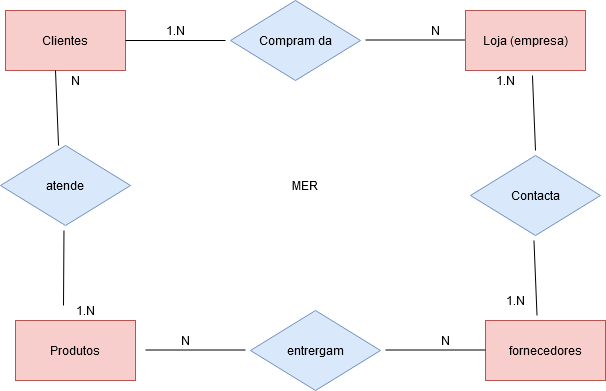 Clientes
1.N
Compram da
N
Loja (empresa)
N
1.N
atende
MER
Contacta
1.N
1.N
Produtos
N
entrergam
N
fornecedores